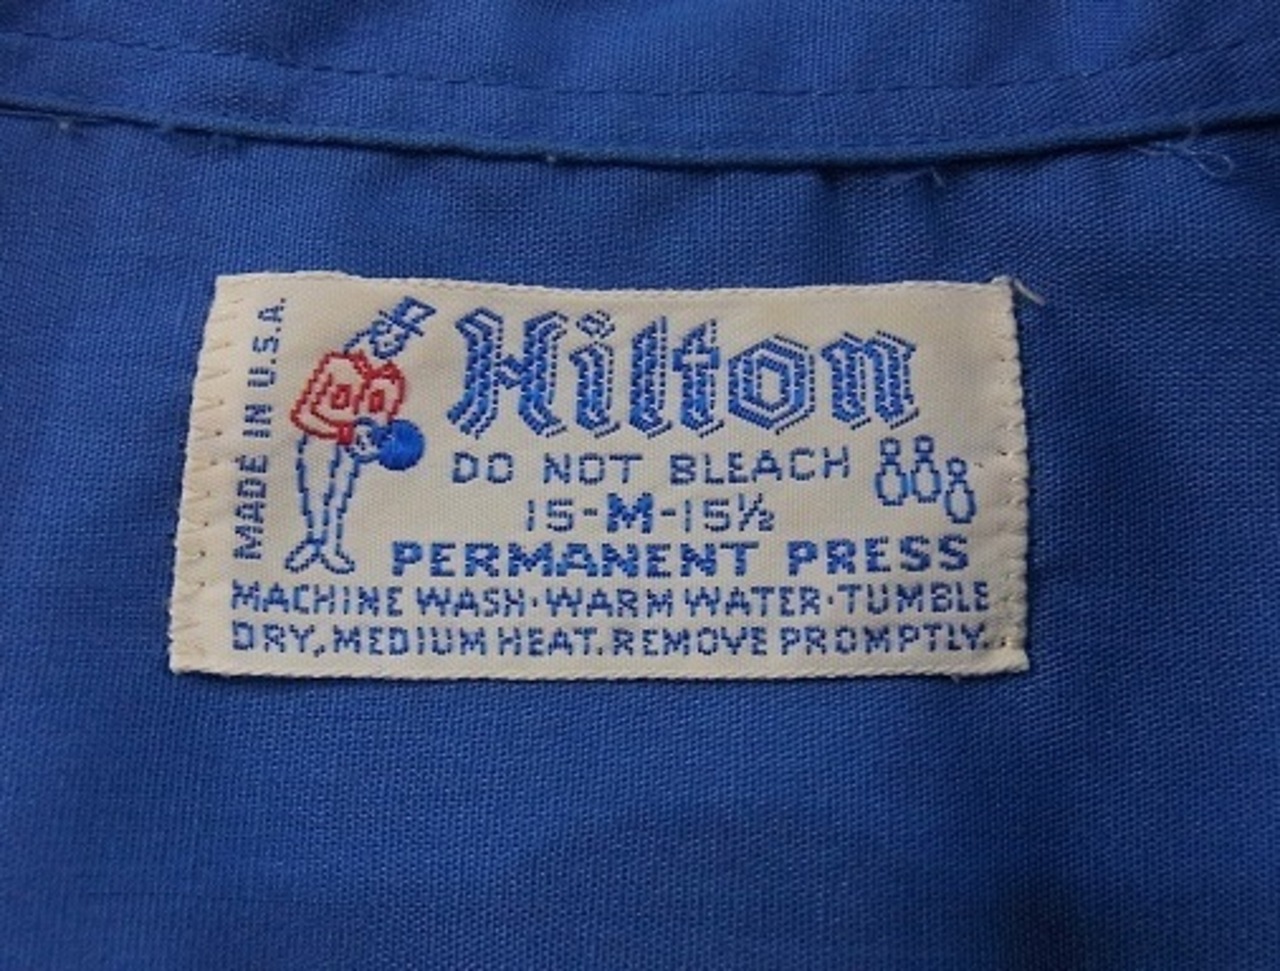 MADE IN U.S.A.
Hilton
DO NOT BLEACH
15-M-15½
PERMANENT PRESS
MACHINE WASH·WARM WATER·TUMBLE
DRY, MEDIUM HEAT. REMOVE PROMPTLY.